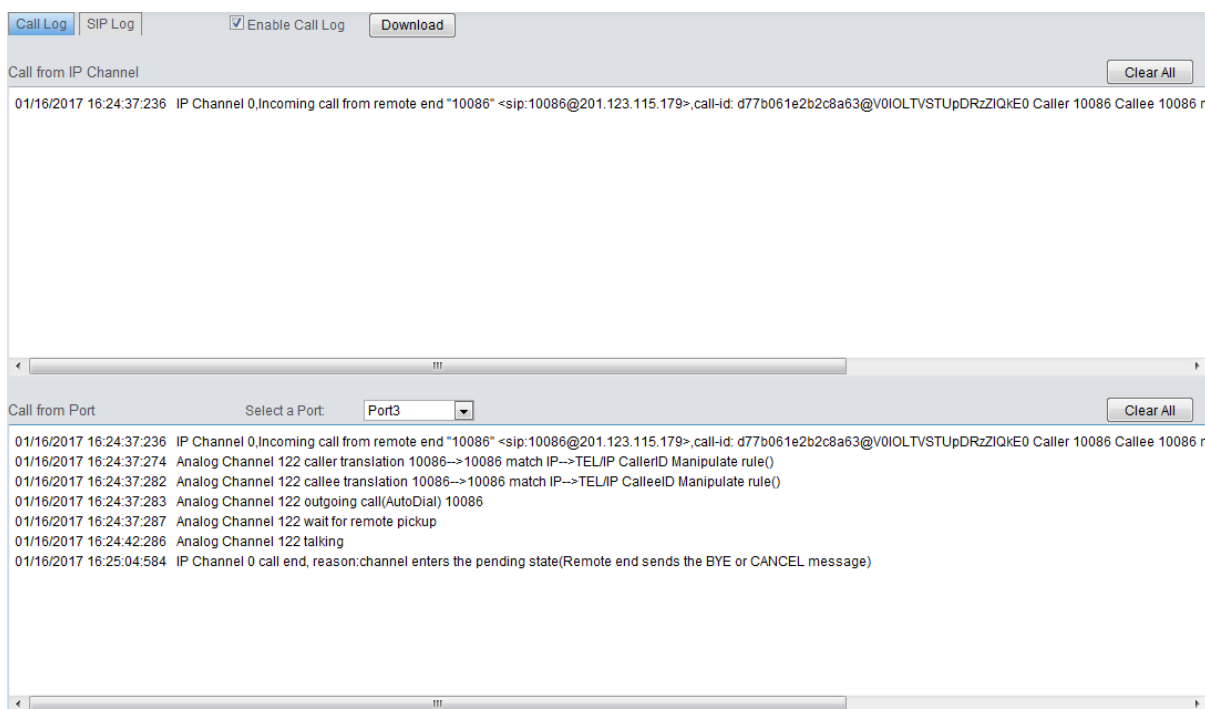 Call Log SIP Log Enable Call Log Download
Call from IP Channel Clear All
01/16/2017 16:24:37:236 IP Channel 0,Incoming call from remote end "10086" <sip:10086@201.123.115.179>,call-id: d77b061e2b2c8a63@V0IOLTVSTUpDRzZIQkE0 Caller 10086 Callee 10086
Call from Port Select a Port: Port3 Clear All
01/16/2017 16:24:37:236 IP Channel 0,Incoming call from remote end "10086" <sip:10086@201.123.115.179>,call-id: d77b061e2b2c8a63@V0IOLTVSTUpDRzZIQkE0 Caller 10086 Callee 10086
01/16/2017 16:24:37:274 Analog Channel 122 caller translation 10086-->10086 match IP-->TEL/IP CallerID Manipulate rule()
01/16/2017 16:24:37:282 Analog Channel 122 callee translation 10086-->10086 match IP-->TEL/IP CalleeID Manipulate rule()
01/16/2017 16:24:37:283 Analog Channel 122 outgoing call(AutoDial) 10086
01/16/2017 16:24:37:287 Analog Channel 122 wait for remote pickup
01/16/2017 16:24:42:286 Analog Channel 122 talking
01/16/2017 16:25:04:584 IP Channel 0 call end, reason:channel enters the pending state(Remote end sends the BYE or CANCEL message)